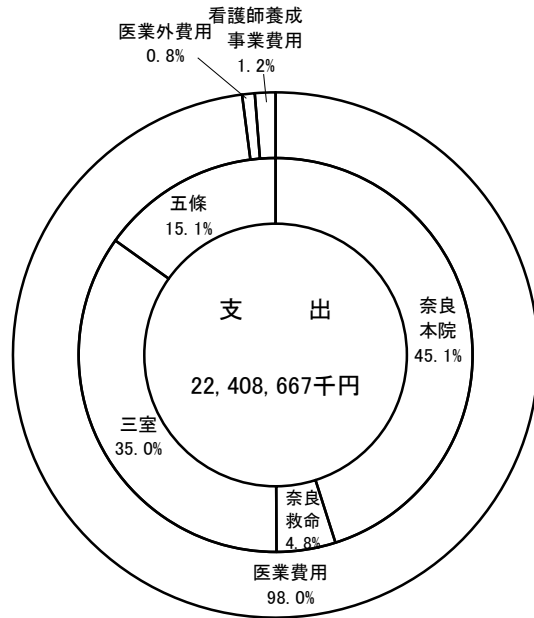 医業外費用
0.8%
看護師養成
事業費用
1.2%
五條
15.1%
奈良
本院
45.1%
支　出
22,408,667千円
三室
35.0%
奈良
救命
4.8%
医業費用
98.0%